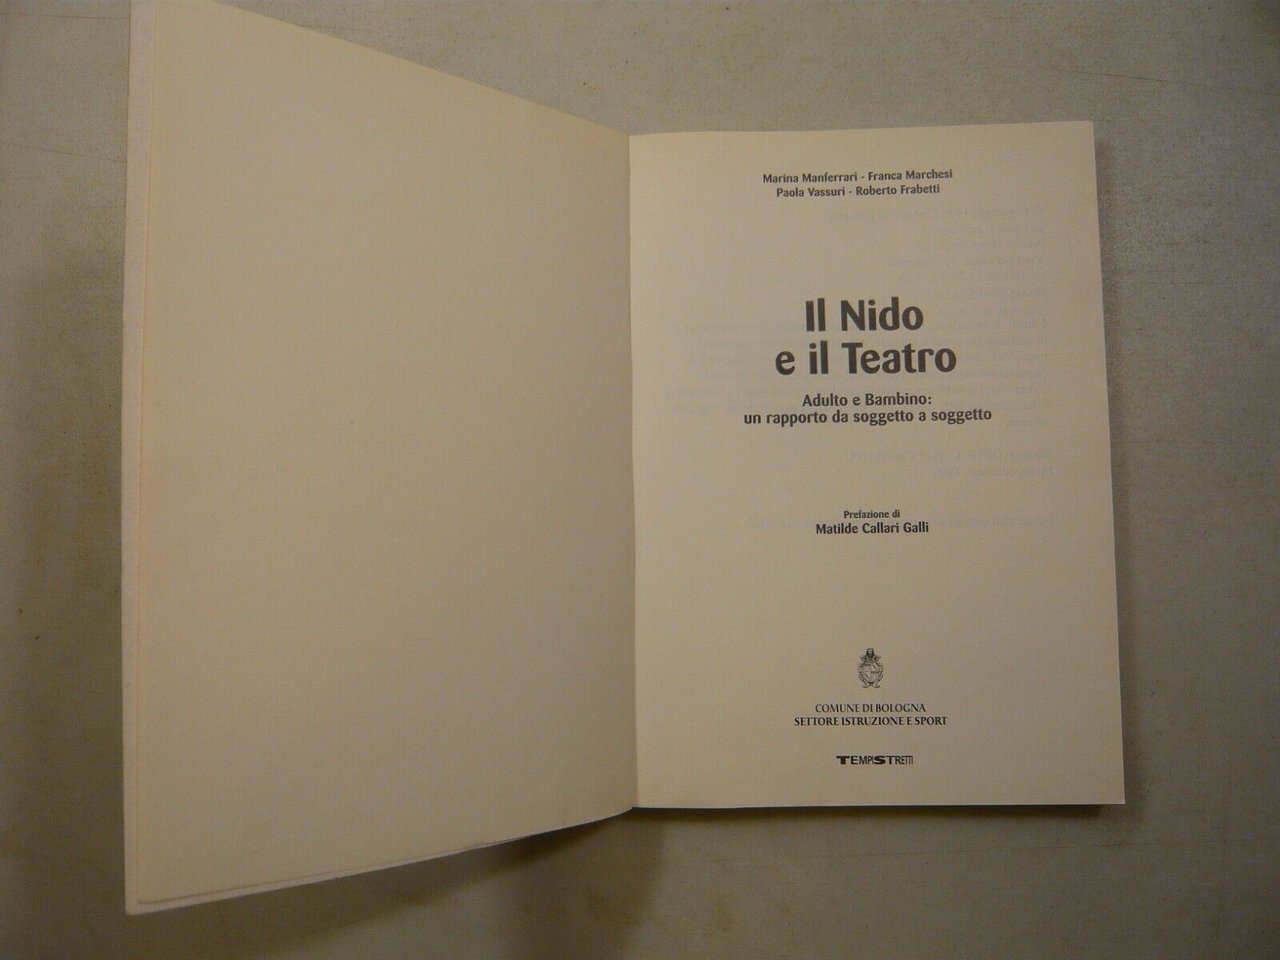 Marina Manferrari - Franca Marchesi
Paola Vassuri - Roberto Frabetti
Il Nido
e il Teatro
Adulto e Bambino:
un rapporto da soggetto a soggetto
Prefazione di
Matilde Callari Galli
COMUNE DI BOLOGNA
SETTORE ISTRUZIONE E SPORT
TEMPISTRETTI